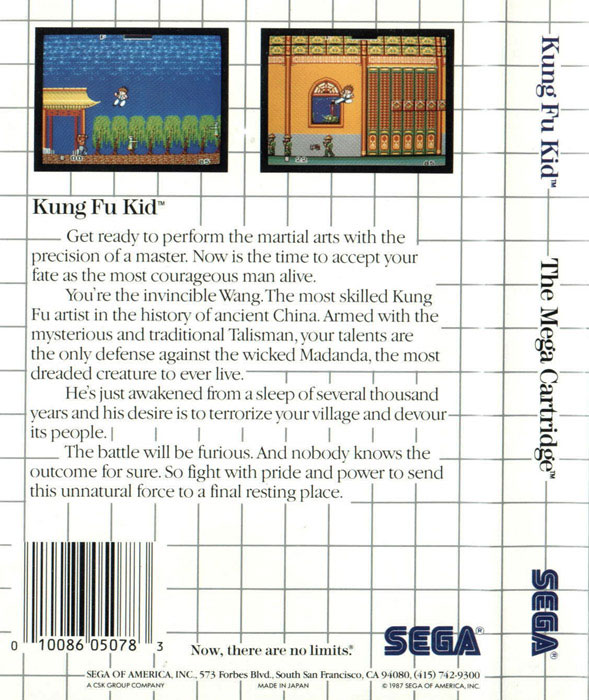 Kung Fu Kid™
Get ready to perform the martial arts with the
precision of a master. Now is the time to accept your
fate as the most courageous man alive.
You're the invincible Wang. The most skilled Kung
Fu artist in the history of ancient China. Armed with the
mysterious and traditional Talisman, your talents are
the only defense against the wicked Madanda, the most
dreaded creature to ever live.
He's just awakened from a sleep of several thousand
years and his desire is to terrorize your village and devour
its people.
The battle will be furious. And nobody knows the
outcome for sure. So fight with pride and power to send
this unnatural force to a final resting place.
0 10086 05078 3
Now, there are no limits.®
SEGA®
SEGA OF AMERICA, INC., 573 Forbes Blvd., South San Francisco, CA 94080, (415) 742-9300
A CSK GROUP COMPANY
MADE IN JAPAN
© 1987 SEGA OF AMERICA, INC.
Kung Fu Kid™
The Mega Cartridge™
SEGA®